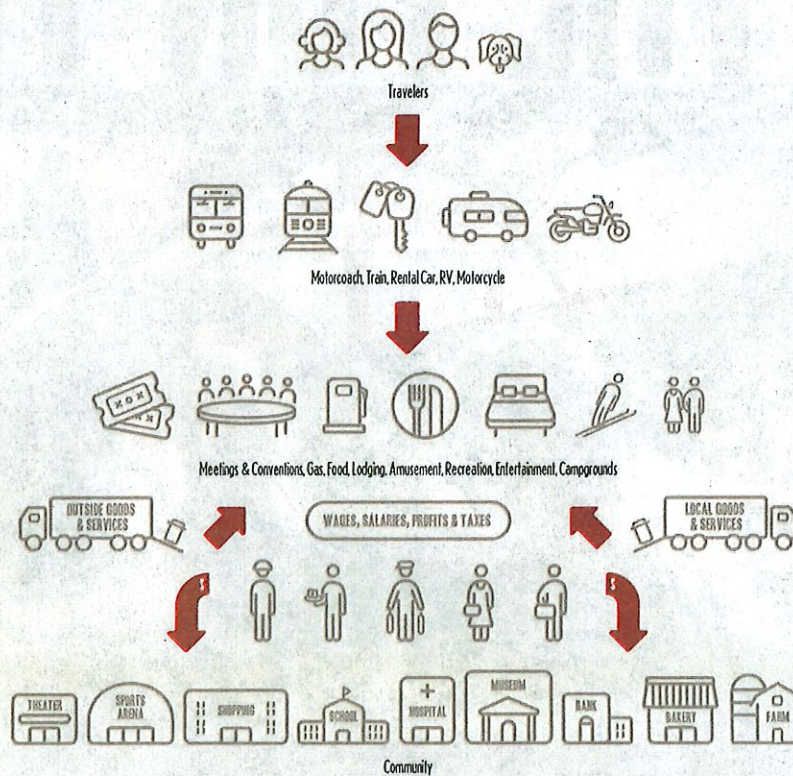 Travelers
Motorcoach, Train, Rental Car, RV, Motorcycle
Meetings & Conventions, Gas, Food, Lodging, Amusement, Recreation, Entertainment, Campgrounds
OUTSIDE GOODS
& SERVICES
WAGES, SALARIES, PROFITS & TAXES
LOCAL GOODS
& SERVICES
$
$
THEATER
SPORTS
ARENA
SHOPPING
SCHOOL
HOSPITAL
MUSEUM
BANK
BAKERY
FARM
Community